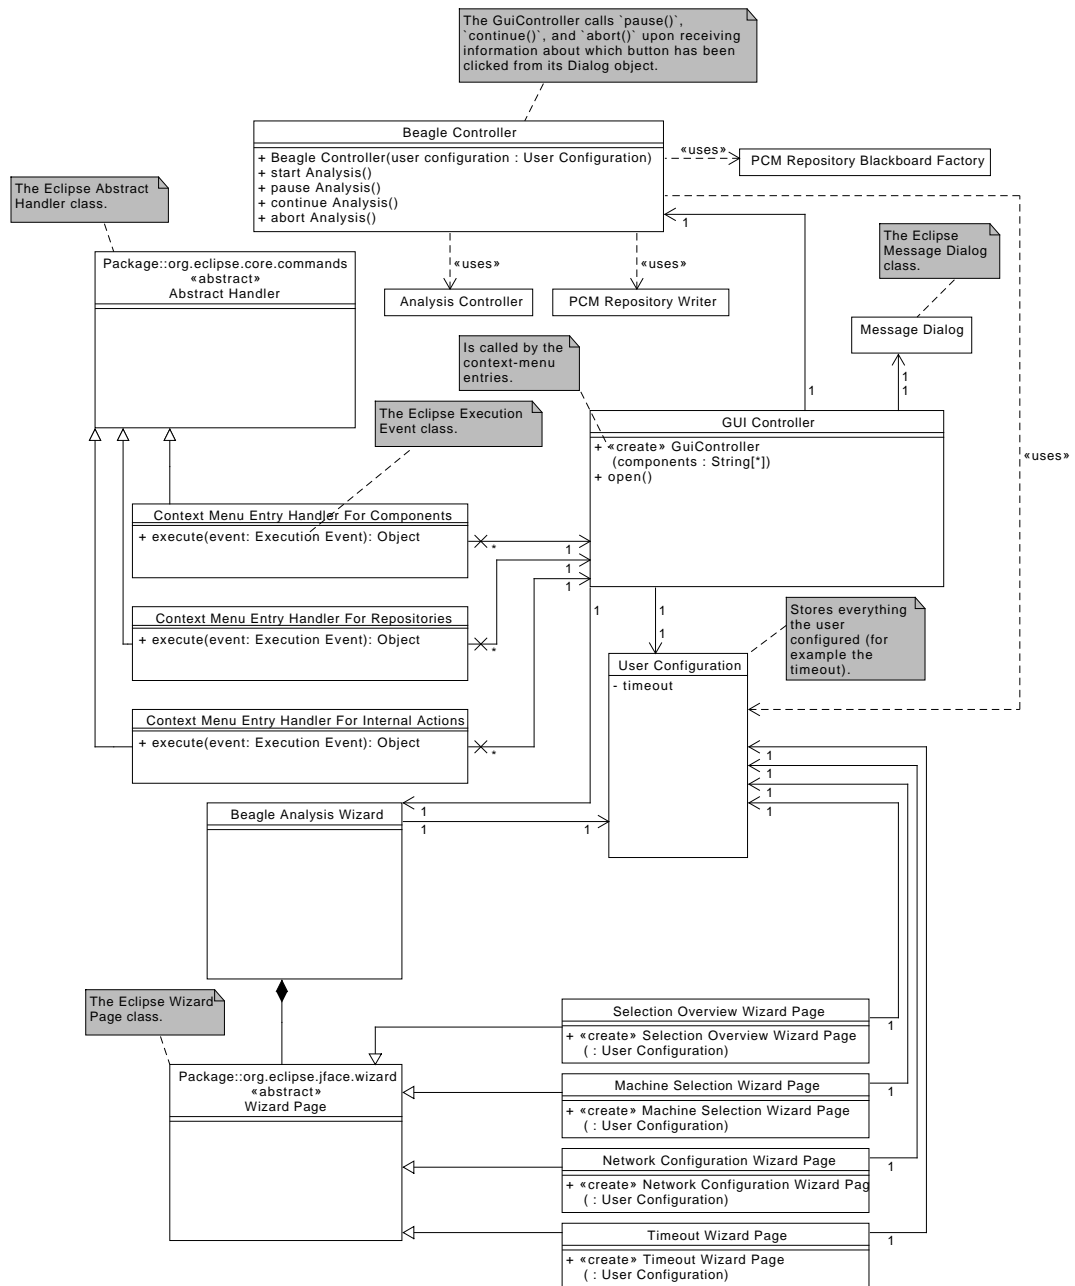 The GuiController calls `pause()`,
`continue()`, and `abort()` upon receiving
information about which button has been
clicked from its Dialog object.
Beagle Controller
+ Beagle Controller(user configuration : User Configuration)
+ start Analysis()
+ pause Analysis()
+ continue Analysis()
+ abort Analysis()
«uses»
PCM Repository Blackboard Factory
The Eclipse Abstract
Handler class.
1
The Eclipse
Message Dialog
class.
Package::org.eclipse.core.commands
«abstract»
Abstract Handler
«uses»
«uses»
Analysis Controller
PCM Repository Writer
Message Dialog
Is called by the
context-menu
entries.
1
1
1
The Eclipse Execution
Event class.
GUI Controller
+ «create» GuiController
(components : String[*])
+ open()
«uses»
Context Menu Entry Handler For Components
+ execute(event: Execution Event): Object
*
1
1
1
Context Menu Entry Handler For Repositories
+ execute(event: Execution Event): Object
*
1
1
1
Stores everything
the user
configured (for
example the
timeout).
User Configuration
- timeout
Context Menu Entry Handler For Internal Actions
+ execute(event: Execution Event): Object
*
1
1
1
1
Beagle Analysis Wizard
1
1
1
The Eclipse Wizard
Page class.
Package::org.eclipse.jface.wizard
«abstract»
Wizard Page
Selection Overview Wizard Page
+ «create» Selection Overview Wizard Page
( : User Configuration)
1
Machine Selection Wizard Page
+ «create» Machine Selection Wizard Page
( : User Configuration)
1
Network Configuration Wizard Page
+ «create» Network Configuration Wizard Pag
( : User Configuration)
1
Timeout Wizard Page
+ «create» Timeout Wizard Page
( : User Configuration)
1